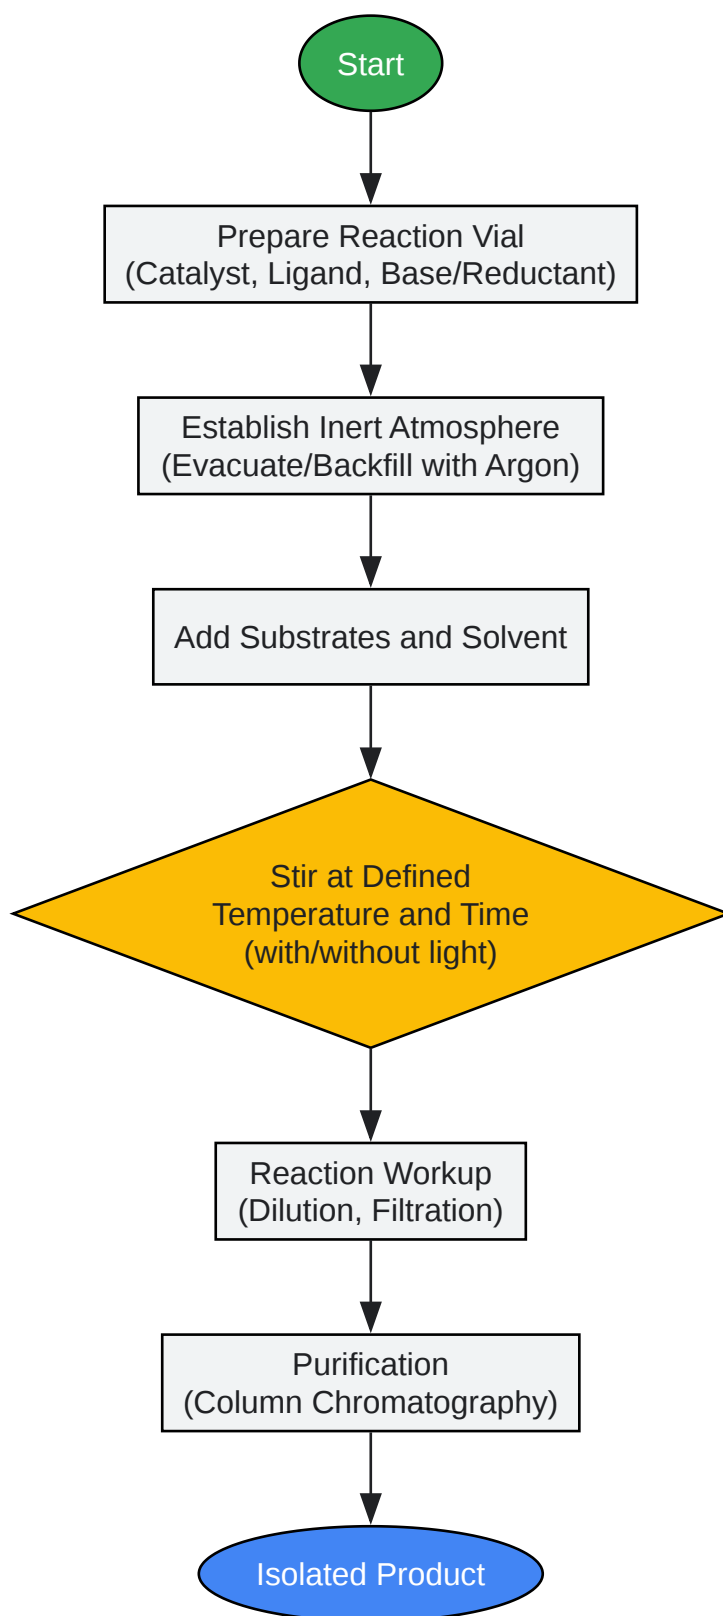 Start
Prepare Reaction Vial
(Catalyst, Ligand, Base/Reductant)
Establish Inert Atmosphere
(Evacuate/Backfill with Argon)
Add Substrates and Solvent
Stir at Defined
Temperature and Time
(with/without light)
Reaction Workup
(Dilution, Filtration)
Purification
(Column Chromatography)
Isolated Product